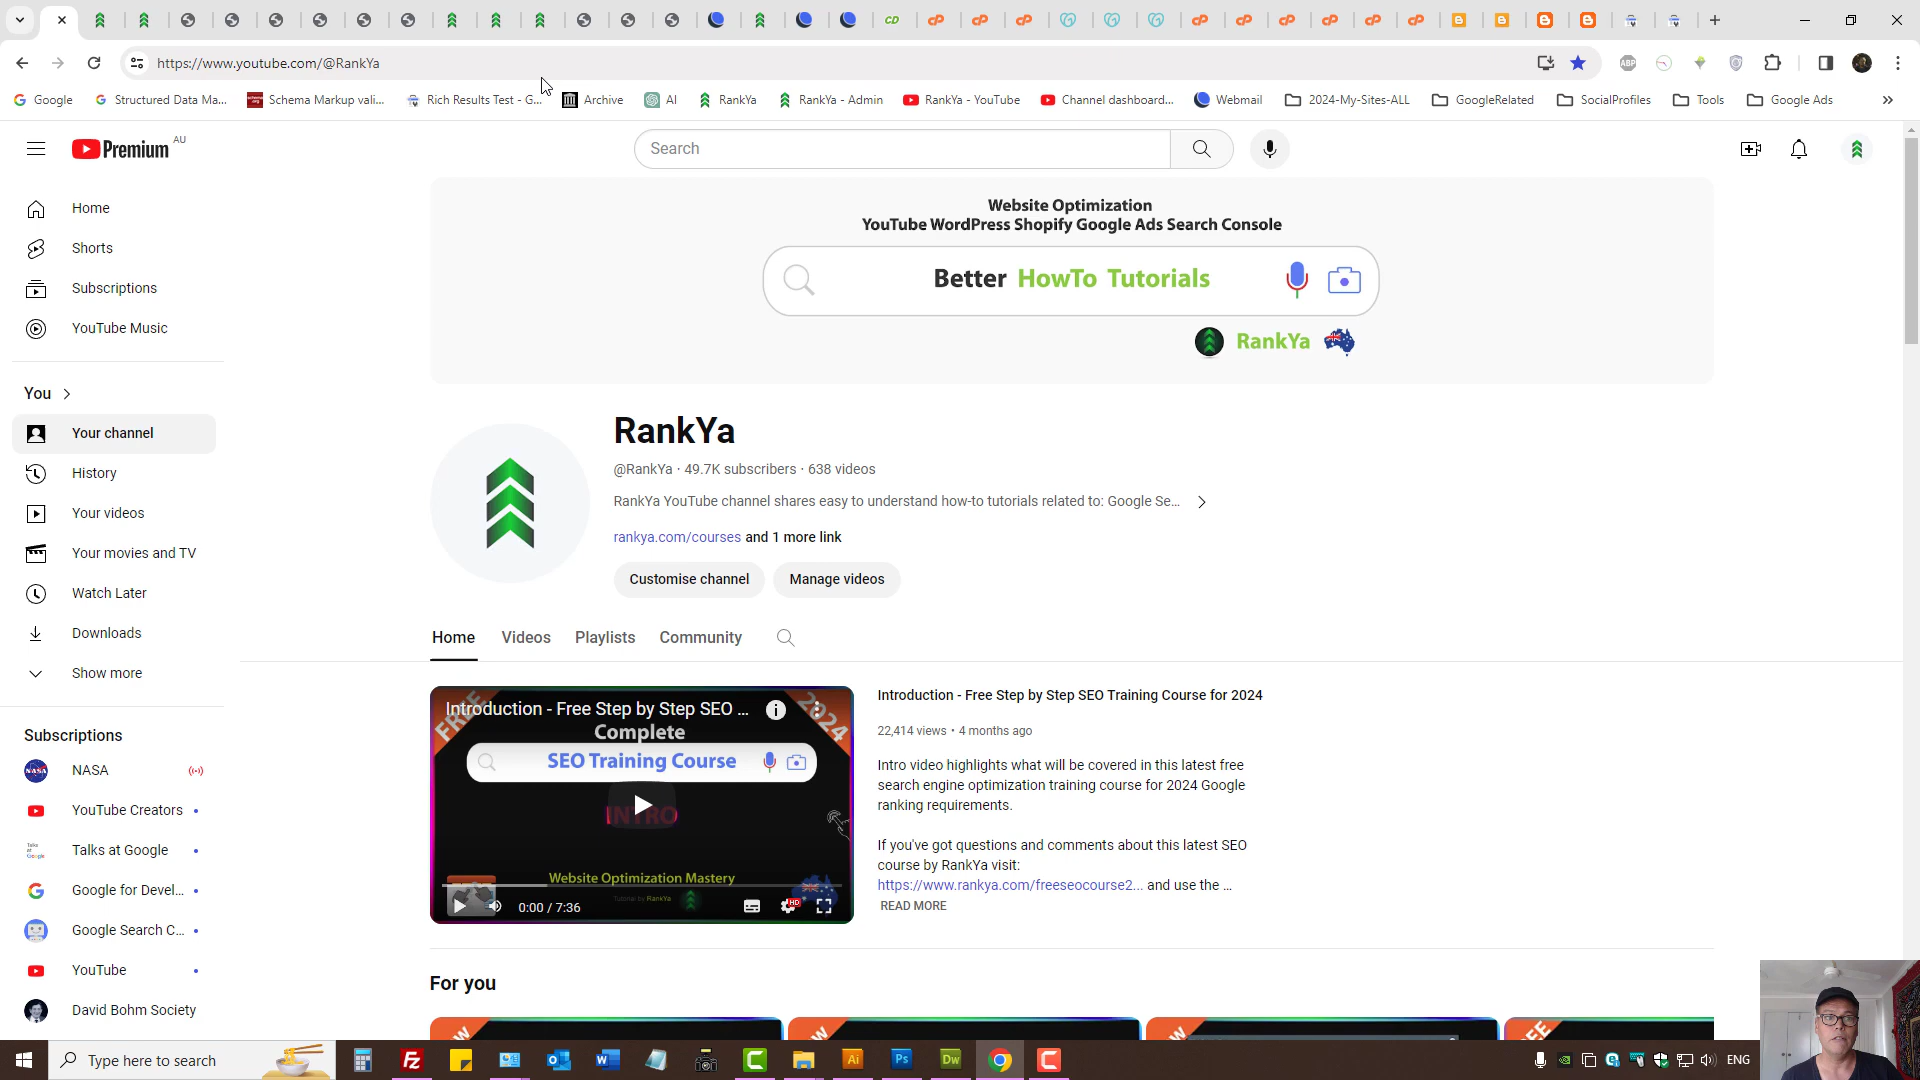 https://www.youtube.com/@RankYa
Google
Structured Data Ma...
Schema Markup vali...
Rich Results Test - G...
Archive
AI
RankYa
RankYa - Admin
RankYa - YouTube
Channel dashboard...
Webmail
2024-My-Sites-ALL
GoogleRelated
SocialProfiles
Tools
Google Ads
Premium AU
Search
Home
Shorts
Subscriptions
YouTube Music
You
Your channel
History
Your videos
Your movies and TV
Watch Later
Downloads
Show more
Subscriptions
NASA
YouTube Creators
Talks at Google
Google for Devel...
Google Search C...
YouTube
David Bohm Society
Website Optimization
YouTube WordPress Shopify Google Ads Search Console
Better HowTo Tutorials
RankYa
RankYa
@RankYa · 49.7K subscribers · 638 videos
RankYa YouTube channel shares easy to understand how-to tutorials related to: Google Se...
rankya.com/courses and 1 more link
Customise channel
Manage videos
Home
Videos
Playlists
Community
FREE
Introduction - Free Step by Step SEO ...
2024
Complete
SEO Training Course
INTRO
Website Optimization Mastery
Tutorial by RankYa
0:00 / 7:36
HD
Introduction - Free Step by Step SEO Training Course for 2024
22,414 views • 4 months ago
Intro video highlights what will be covered in this latest free
search engine optimization training course for 2024 Google
ranking requirements.
If you've got questions and comments about this latest SEO
course by RankYa visit:
https://www.rankya.com/freeseocourse2... and use the ...
READ MORE
For you
Type here to search
ENG